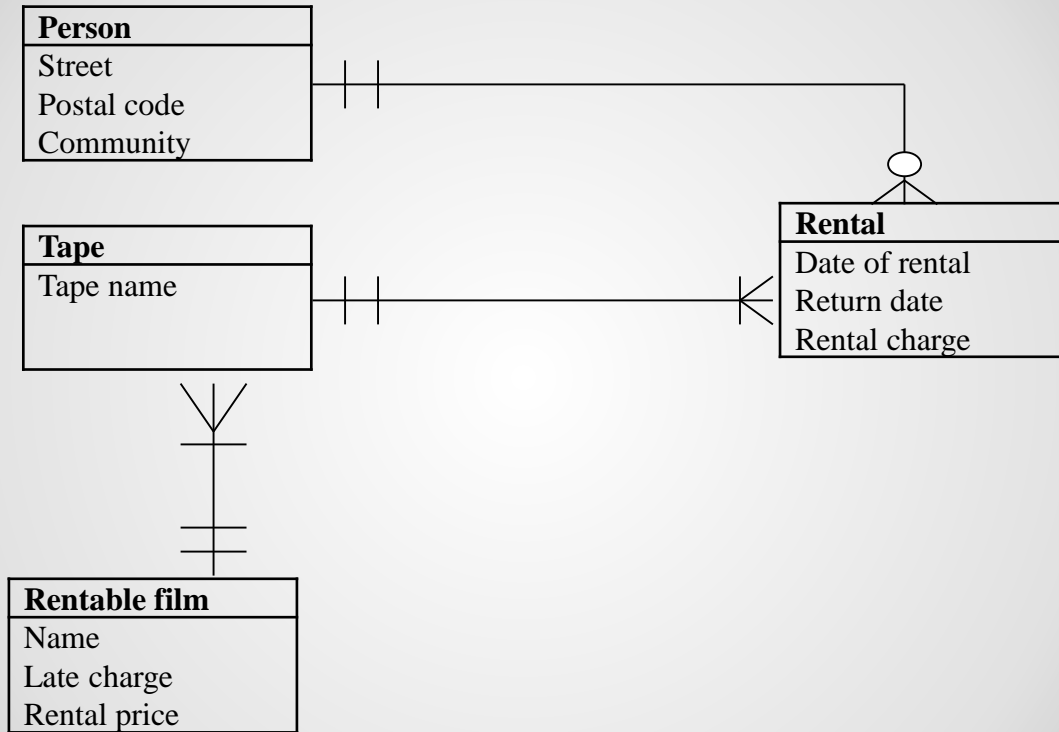 Person
Street
Postal code
Community
Tape
Tape name
Rental
Date of rental
Return date
Rental charge
Rentable film
Name
Late charge
Rental price